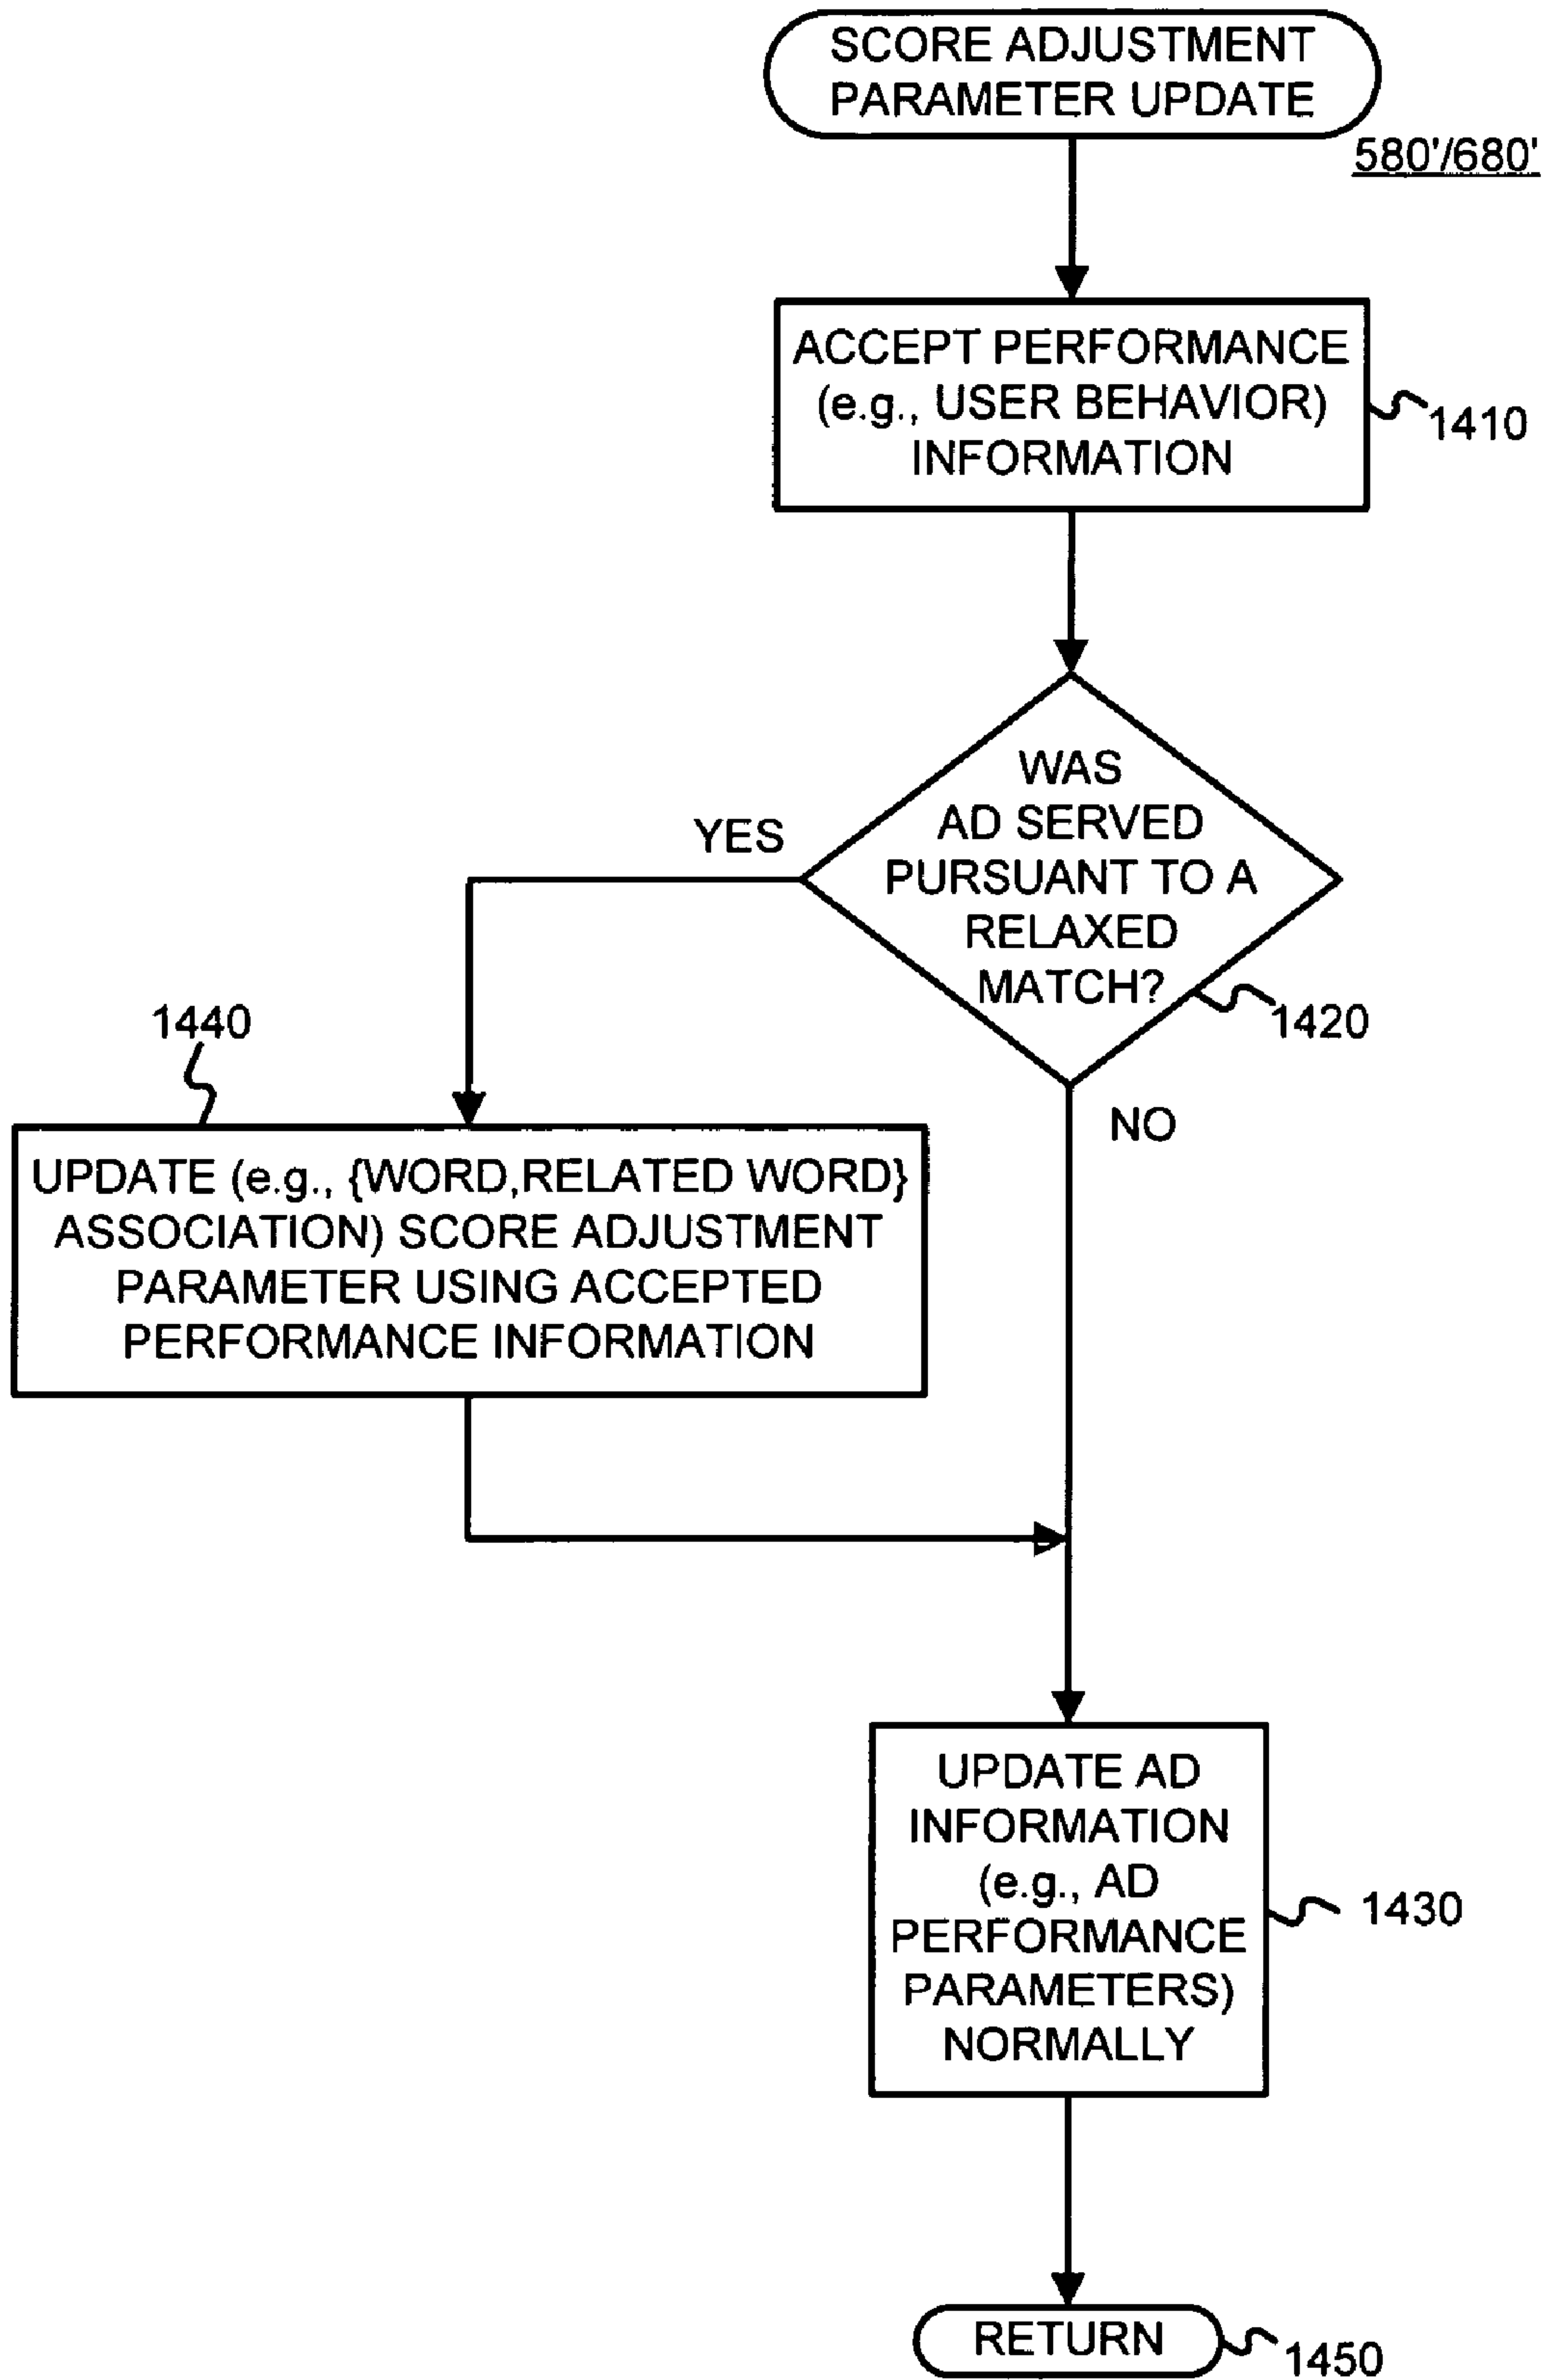 SCORE ADJUSTMENT
PARAMETER UPDATE
580'/680'
ACCEPT PERFORMANCE
(e.g., USER BEHAVIOR)
INFORMATION
1410
WAS
AD SERVED
PURSUANT TO A
RELAXED
MATCH?
YES
1420
NO
1440
UPDATE (e.g., {WORD,RELATED WORD}
ASSOCIATION) SCORE ADJUSTMENT
PARAMETER USING ACCEPTED
PERFORMANCE INFORMATION
UPDATE AD
INFORMATION
(e.g., AD
PERFORMANCE
PARAMETERS)
NORMALLY
1430
RETURN
1450